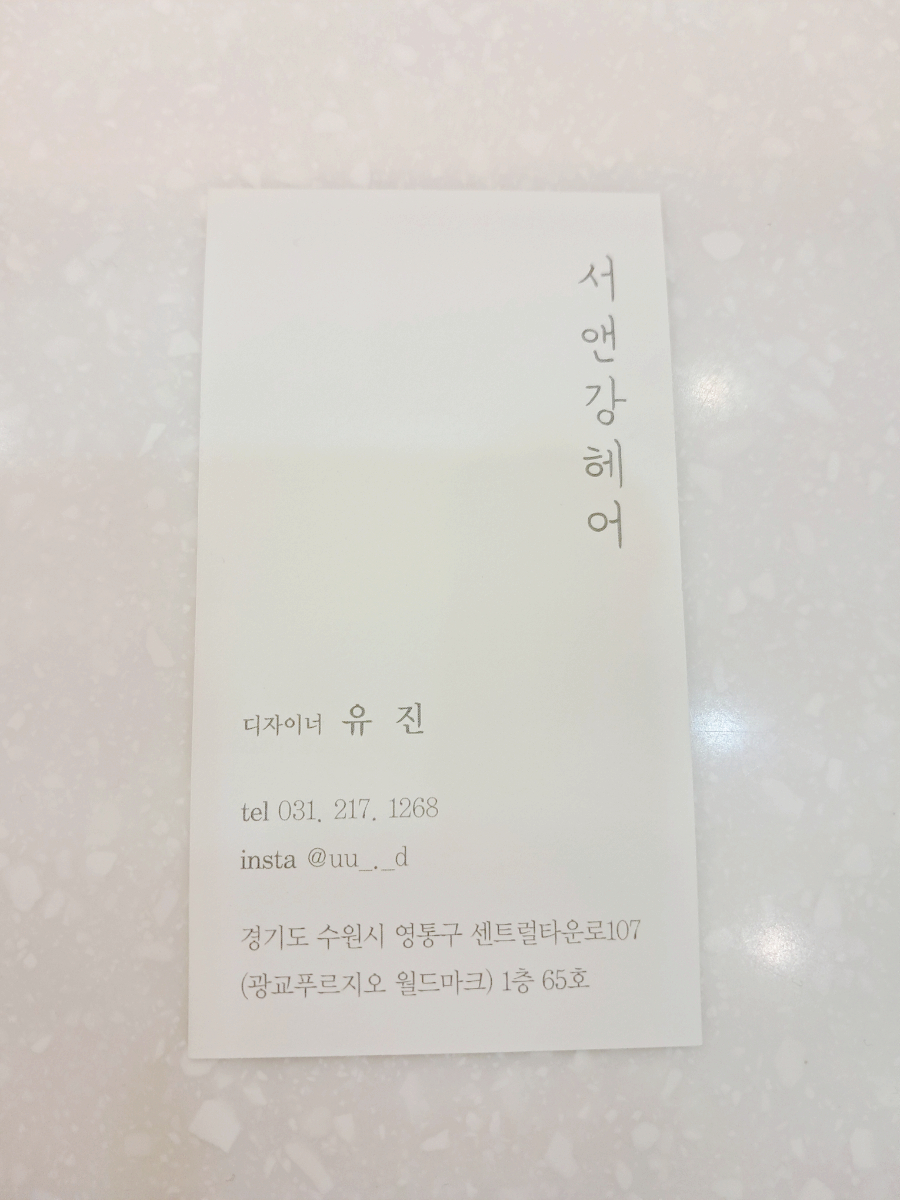 서앤강헤어
디자이너 유 진
tel 031. 217. 1268
insta @uu_._d
경기도 수원시 영통구 센트럴타운로107
(광교푸르지오 월드마크) 1층 65호